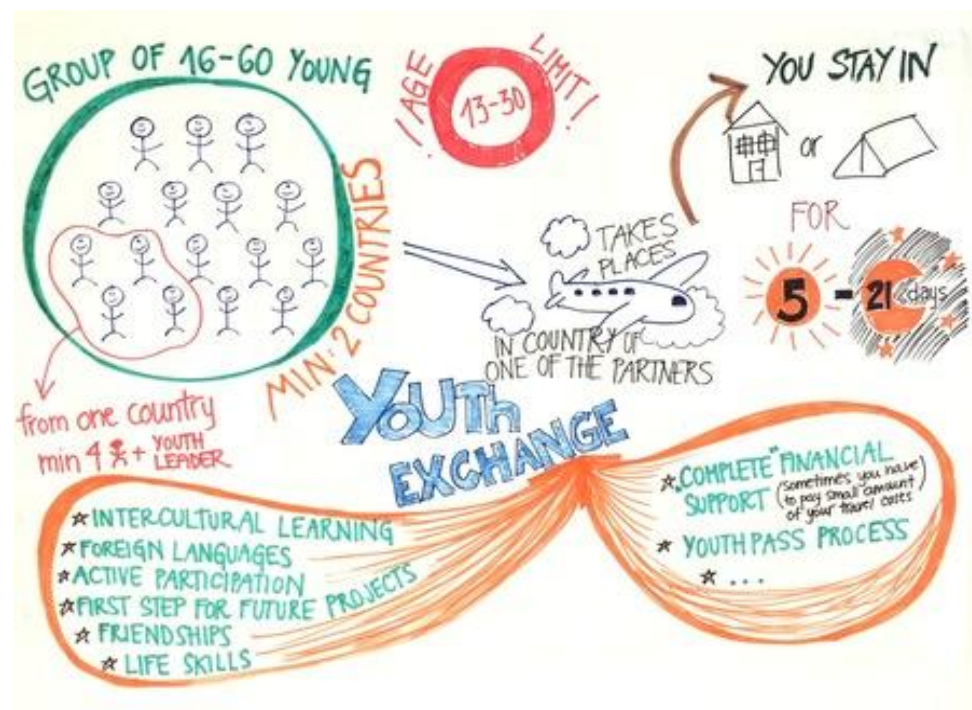 GROUP OF 16-60 YOUNG
! AGE LIMIT!
13-30
YOU STAY IN
or
FOR
5 - 21 days
MIN: 2 COUNTRIES
TAKES
PLACES
IN COUNTRY OF
ONE OF THE PARTNERS
from one country
min 4 + YOUTH
LEADER
YOUTH
EXCHANGE
☆ INTERCULTURAL LEARNING
☆ FOREIGN LANGUAGES
☆ ACTIVE PARTICIPATION
☆ FIRST STEP FOR FUTURE PROJECTS
☆ FRIENDSHIPS
☆ LIFE SKILLS
☆ „COMPLETE" FINANCIAL
SUPPORT (sometimes you have
to pay small amount
of your travel costs)
☆ YOUTHPASS PROCESS
☆ ...